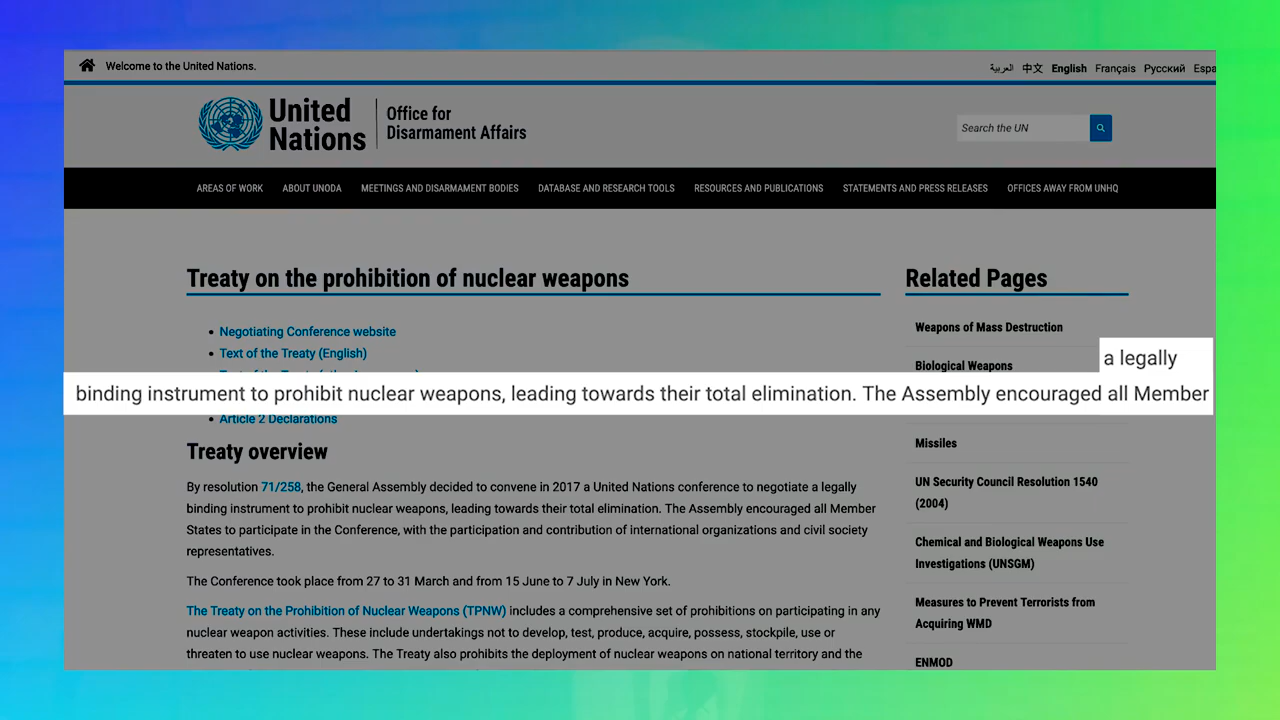 Welcome to the United Nations.
العربية 中文 English Français Русский Espa
United Nations
Office for Disarmament Affairs
Search the UN
AREAS OF WORK ABOUT UNODA MEETINGS AND DISARMAMENT BODIES DATABASE AND RESEARCH TOOLS RESOURCES AND PUBLICATIONS STATEMENTS AND PRESS RELEASES OFFICES AWAY FROM UNHQ
Treaty on the prohibition of nuclear weapons
Negotiating Conference website
Text of the Treaty (English)
a legally
binding instrument to prohibit nuclear weapons, leading towards their total elimination. The Assembly encouraged all Member
Article 2 Declarations
Treaty overview
By resolution 71/258, the General Assembly decided to convene in 2017 a United Nations conference to negotiate a legally
binding instrument to prohibit nuclear weapons, leading towards their total elimination. The Assembly encouraged all Member
States to participate in the Conference, with the participation and contribution of international organizations and civil society
representatives.
The Conference took place from 27 to 31 March and from 15 June to 7 July in New York.
The Treaty on the Prohibition of Nuclear Weapons (TPNW) includes a comprehensive set of prohibitions on participating in any
nuclear weapon activities. These include undertakings not to develop, test, produce, acquire, possess, stockpile, use or
threaten to use nuclear weapons. The Treaty also prohibits the deployment of nuclear weapons on national territory and the
Related Pages
Weapons of Mass Destruction
Biological Weapons
Missiles
UN Security Council Resolution 1540
(2004)
Chemical and Biological Weapons Use
Investigations (UNSGM)
Measures to Prevent Terrorists from
Acquiring WMD
ENMOD